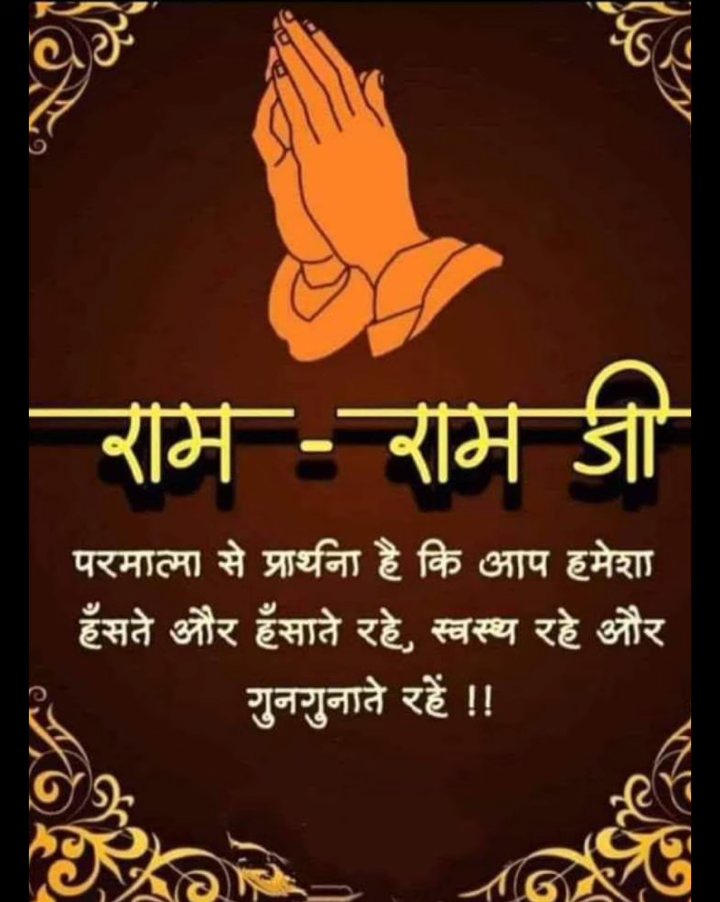 राम - राम जी
परमात्मा से प्रार्थना है कि आप हमेशा
हँसते और हँसाते रहे, स्वस्थ रहे और
गुनगुनाते रहें !!